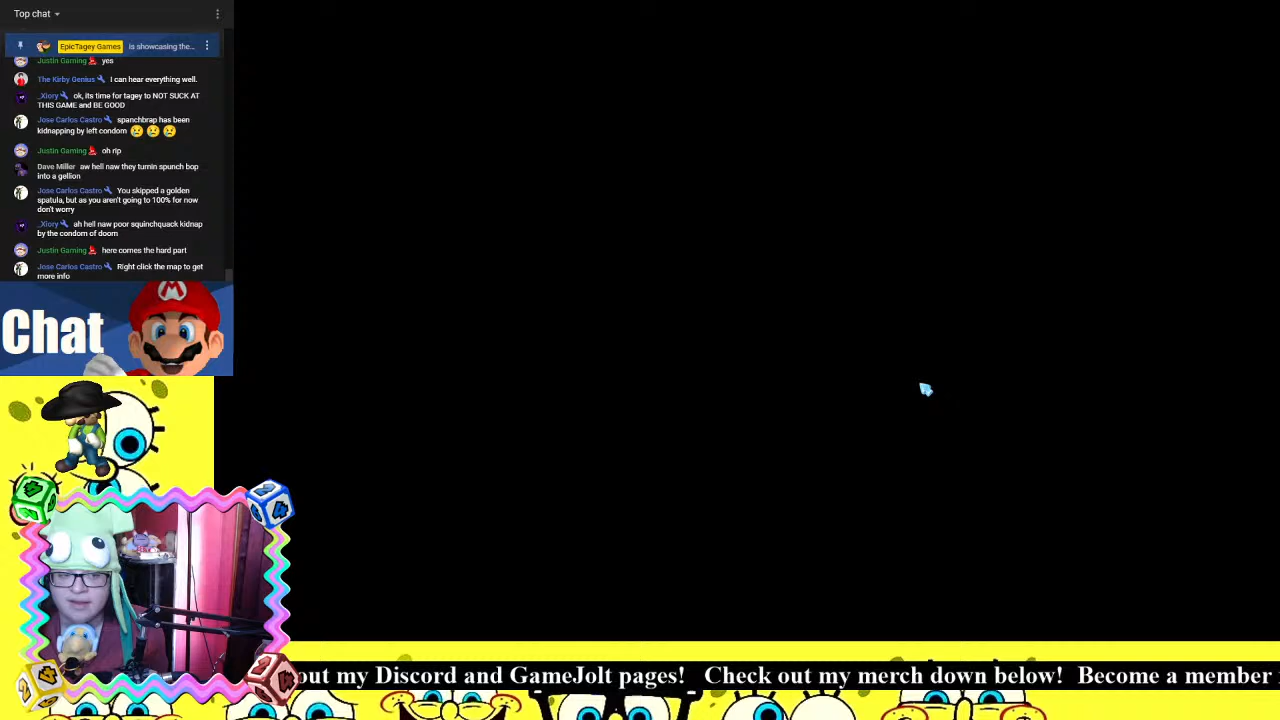 Top chat
EpicTagey Games is showcasing the...
Justin Gaming yes
The Kirby Genius I can hear everything well.
_Xiory ok, its time for tagey to NOT SUCK AT
THIS GAME and BE GOOD
Jose Carlos Castro spanchbrap has been
kidnapping by left condom
Justin Gaming oh rip
Dave Miller aw hell naw they turnin spunch bop
into a gellion
Jose Carlos Castro You skipped a golden
spatula, but as you aren't going to 100% for now
don't worry
_Xiory ah hell naw poor squinchquack kidnap
by the condom of doom
Justin Gaming here comes the hard part
Jose Carlos Castro Right click the map to get
more info
Chat
M
out my Discord and GameJolt pages! Check out my merch down below! Become a member